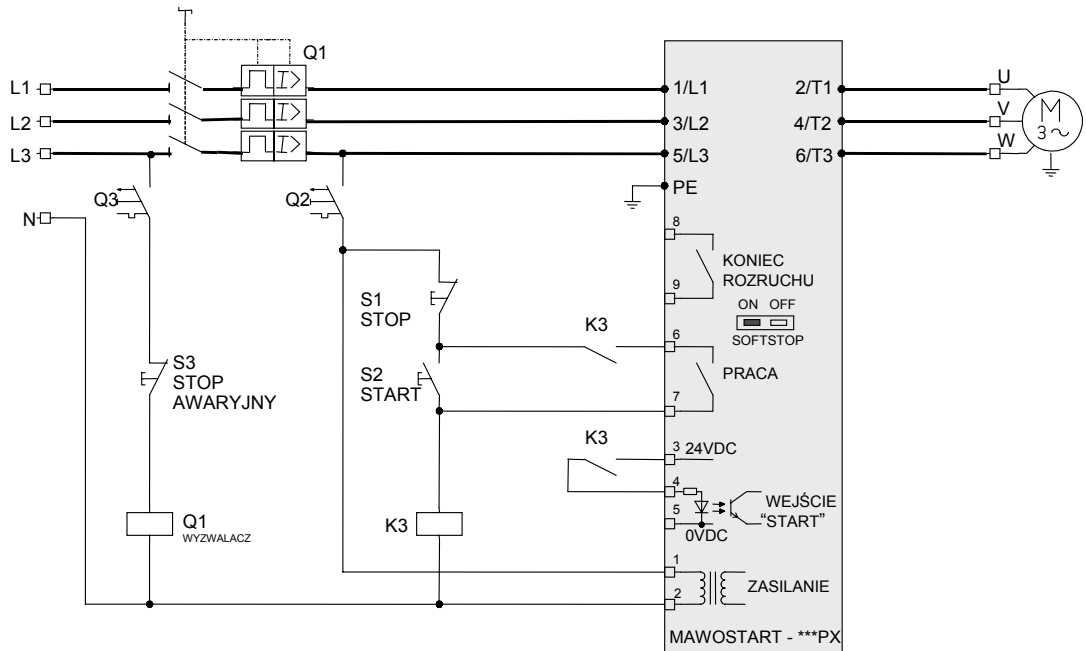 Q1
L1
1/L1
2/T1
U
L2
3/L2
4/T2
V
M
3~
L3
5/L3
6/T3
W
PE
Q3
Q2
N
8
KONIEC
ROZRUCHU
9
ON OFF
SOFTSTOP
S1
STOP
K3
6
S2
START
PRACA
7
S3
STOP
AWARYJNY
K3
3
24VDC
4
WEJŚCIE
“START”
5
0VDC
Q1
WYZWALACZ
K3
1
ZASILANIE
2
MAWOSTART - ***PX